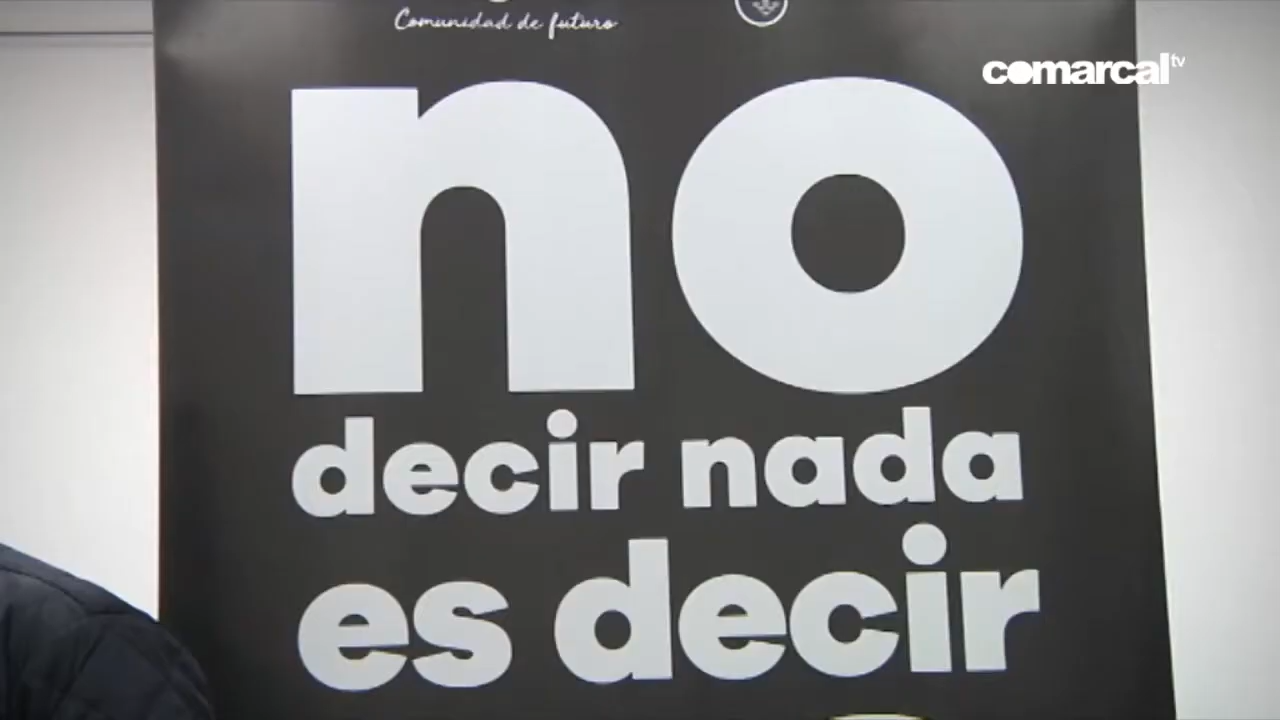 Comunidad de futuro
comarcal tv
no
decir nada
es decir